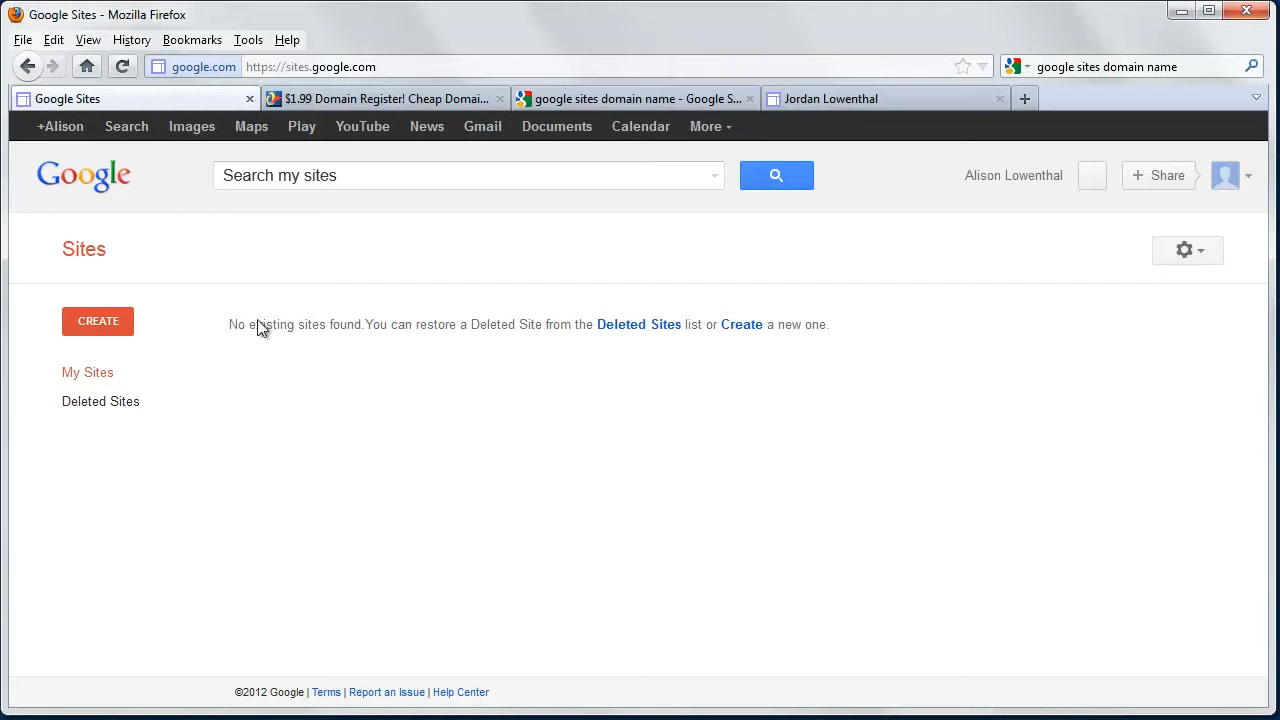 Google Sites - Mozilla Firefox
File Edit View History Bookmarks Tools Help
google.com https://sites.google.com google sites domain name
Google Sites $1.99 Domain Register! Cheap Domai... google sites domain name - Google S... Jordan Lowenthal
+Alison Search Images Maps Play YouTube News Gmail Documents Calendar More
Google Search my sites Alison Lowenthal + Share
Sites
CREATE
No existing sites found.You can restore a Deleted Site from the Deleted Sites list or Create a new one.
My Sites
Deleted Sites
©2012 Google | Terms | Report an Issue | Help Center